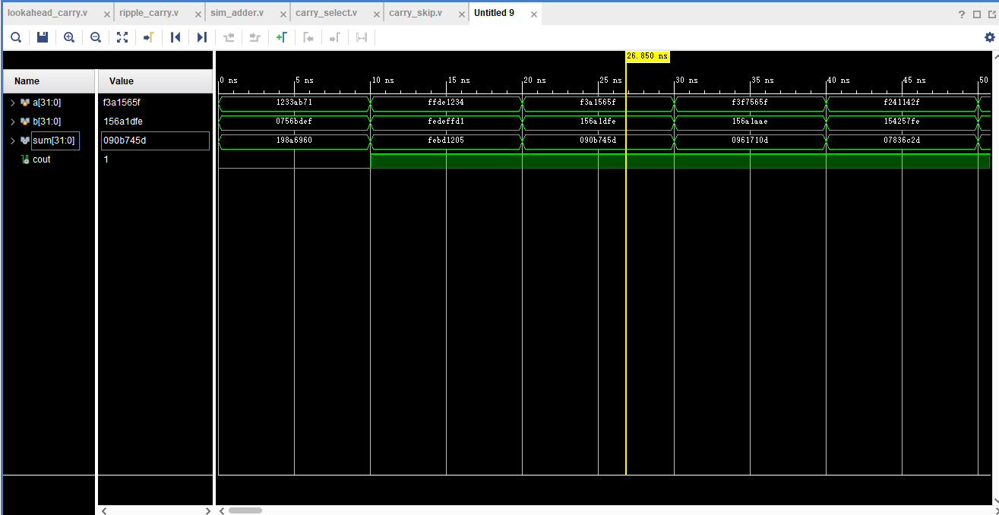 lookahead_carry.v × ripple_carry.v × sim_adder.v × carry_select.v × carry_skip.v × Untitled 9 ×
26.850 ns
Name Value 0 ns 5 ns 10 ns 15 ns 20 ns 25 ns 30 ns 35 ns 40 ns 45 ns 50
a[31:0] f3a1565f 1233ab71 ffde1234 f3a1565f f3f7565f f241142f
b[31:0] 156a1dfe 0756bdef fedeffd1 156a1dfe 156a1aae 154257fe
sum[31:0] 090b745d 198a6960 febd1205 090b745d 0961710d 07836c2d
cout 1